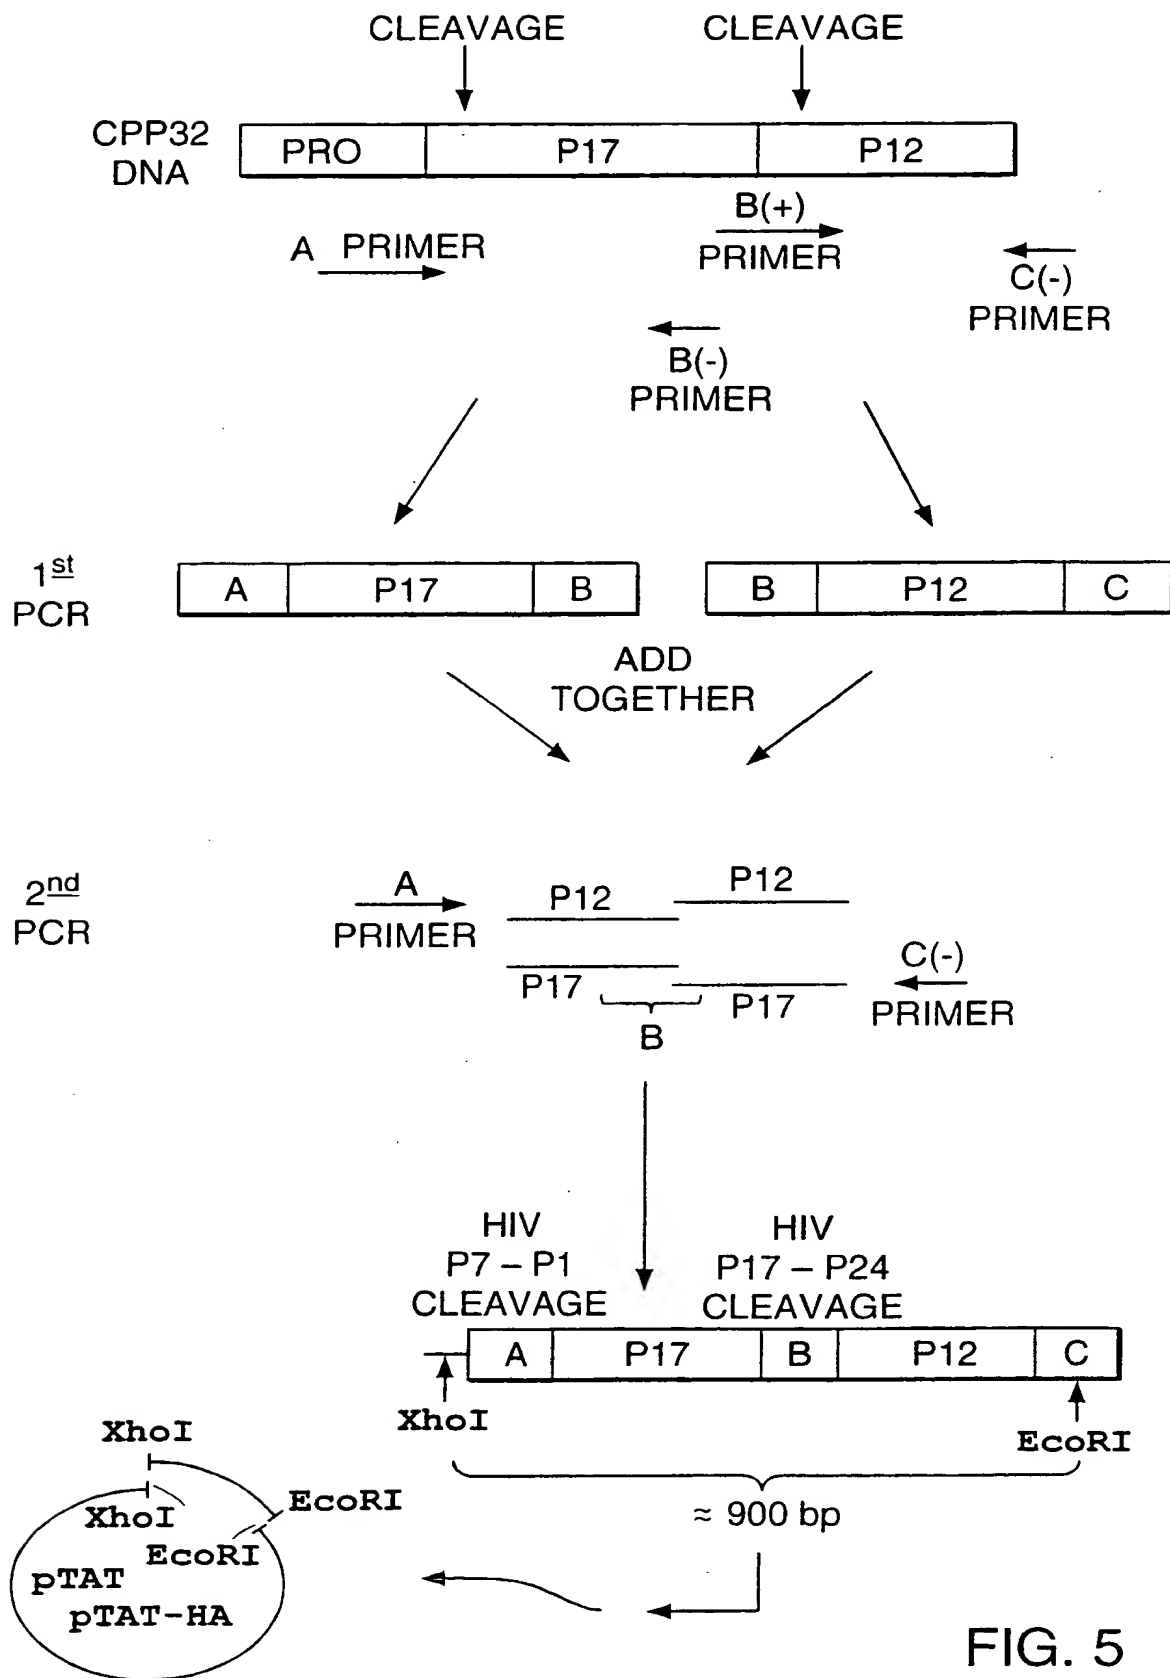 CLEAVAGE CLEAVAGE
CPP32
DNA
PRO P17 P12
A PRIMER
B(+)
PRIMER
C(-)
PRIMER
B(-)
PRIMER
1st
PCR
A P17 B B P12 C
ADD
TOGETHER
2nd
PCR
A
PRIMER
P12 P12
P17 P17
B
C(-)
PRIMER
HIV
P7 – P1
CLEAVAGE
HIV
P17 – P24
CLEAVAGE
A P17 B P12 C
XhoI
EcoRI
≈ 900 bp
XhoI
EcoRI
XhoI
EcoRI
pTAT
pTAT-HA
FIG. 5